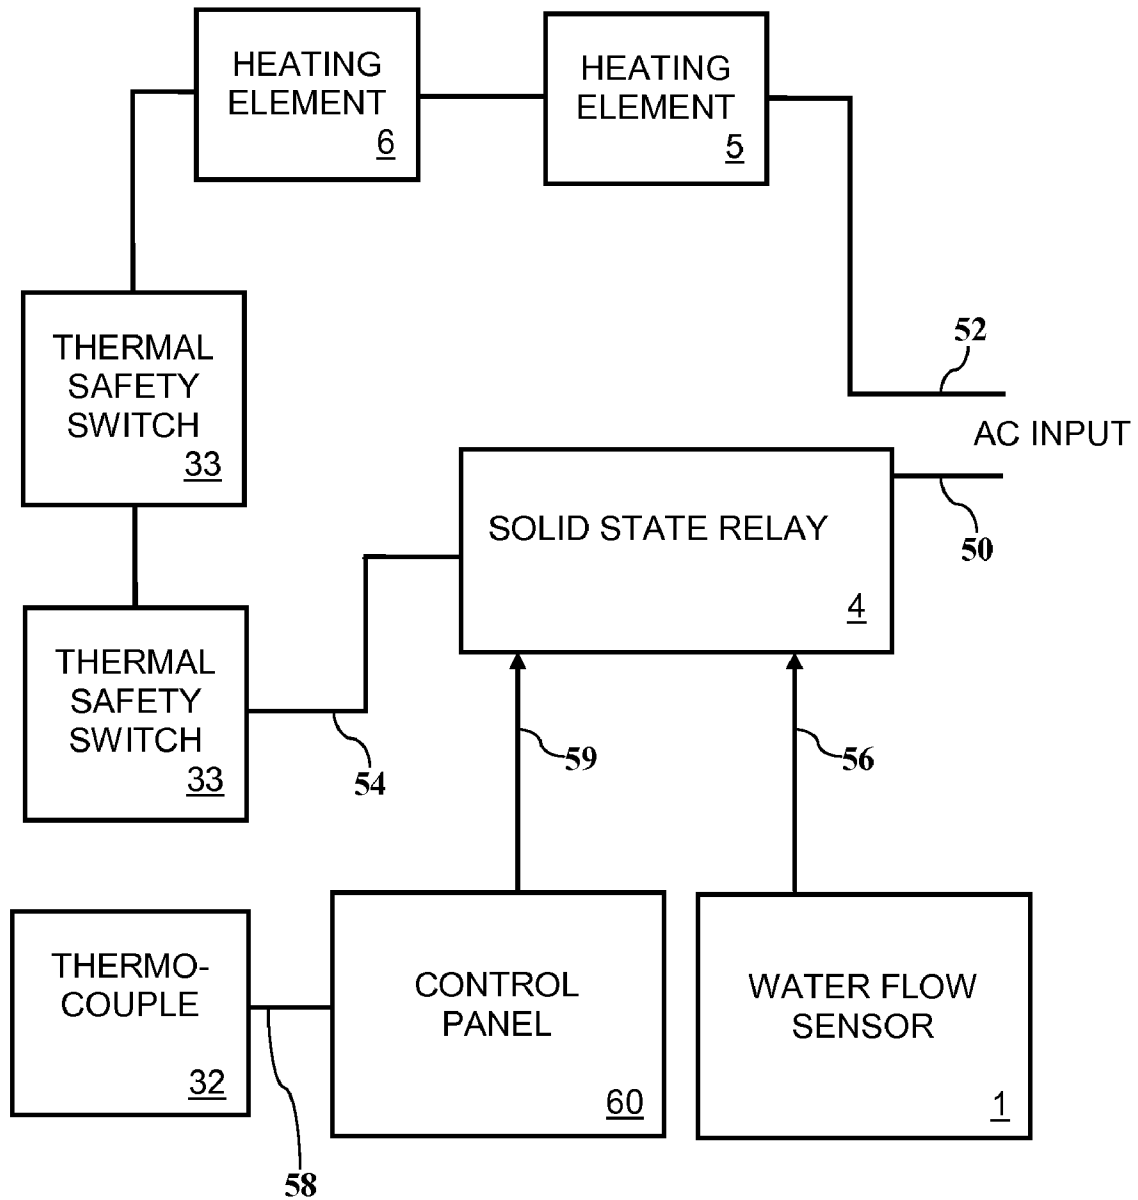 HEATING
ELEMENT
6
HEATING
ELEMENT
5
THERMAL
SAFETY
SWITCH
33
52
AC INPUT
50
SOLID STATE RELAY
4
THERMAL
SAFETY
SWITCH
33
54
59
56
THERMO-
COUPLE
32
CONTROL
PANEL
60
WATER FLOW
SENSOR
1
58